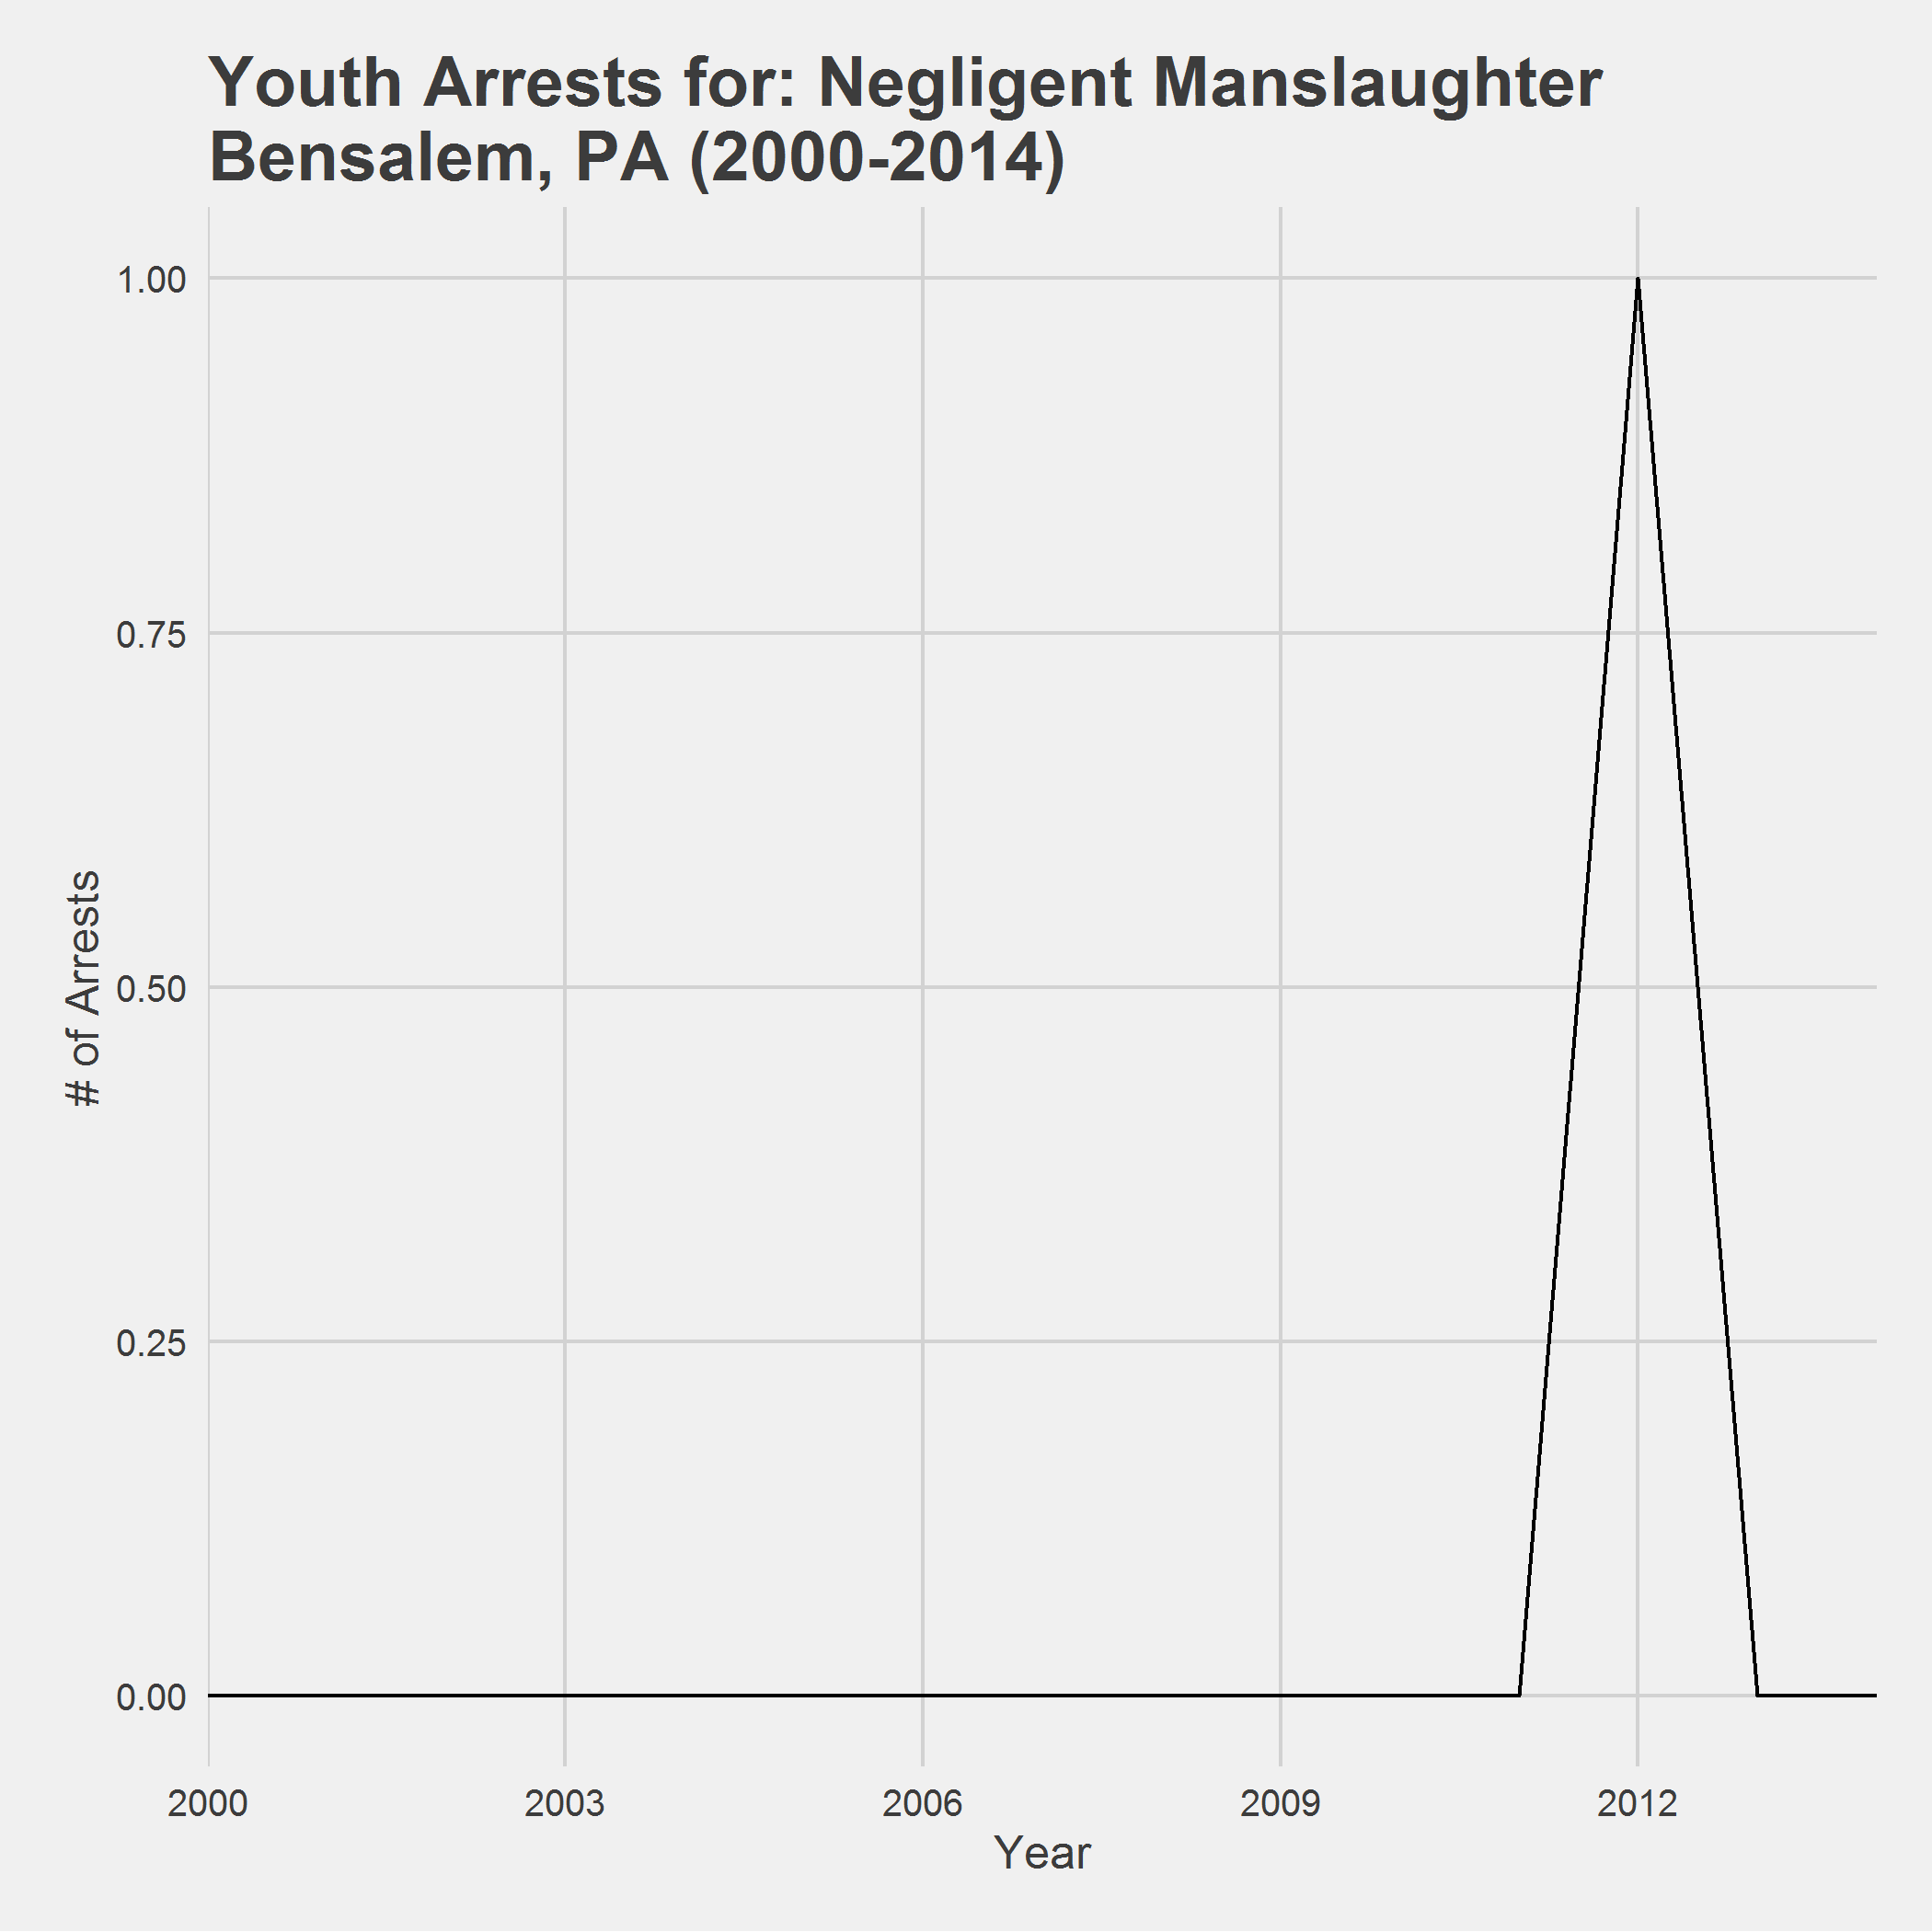 Youth Arrests for: Negligent Manslaughter
Bensalem, PA (2000-2014)
1.00
0.75
0.50
0.25
0.00
# of Arrests
2000 2003 2006 2009 2012
Year